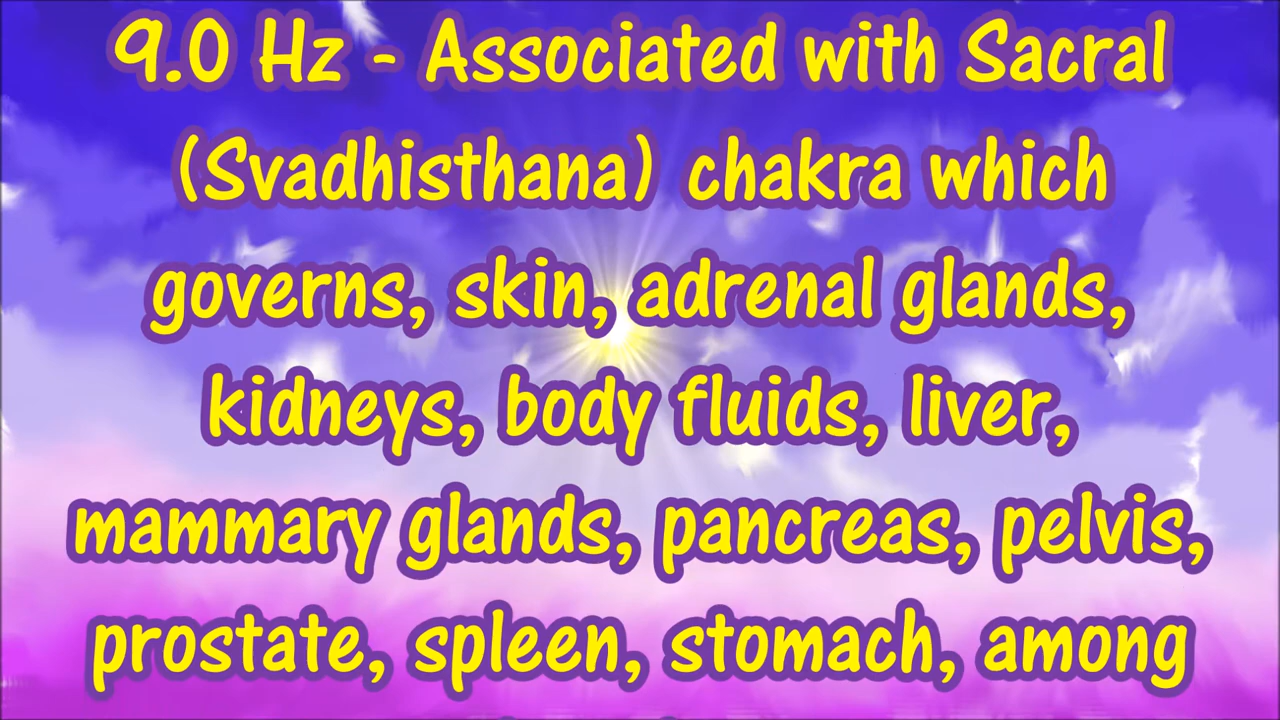 9.0 Hz - Associated with Sacral
(Svadhisthana) chakra which
governs, skin, adrenal glands,
kidneys, body fluids, liver,
mammary glands, pancreas, pelvis,
prostate, spleen, stomach, among